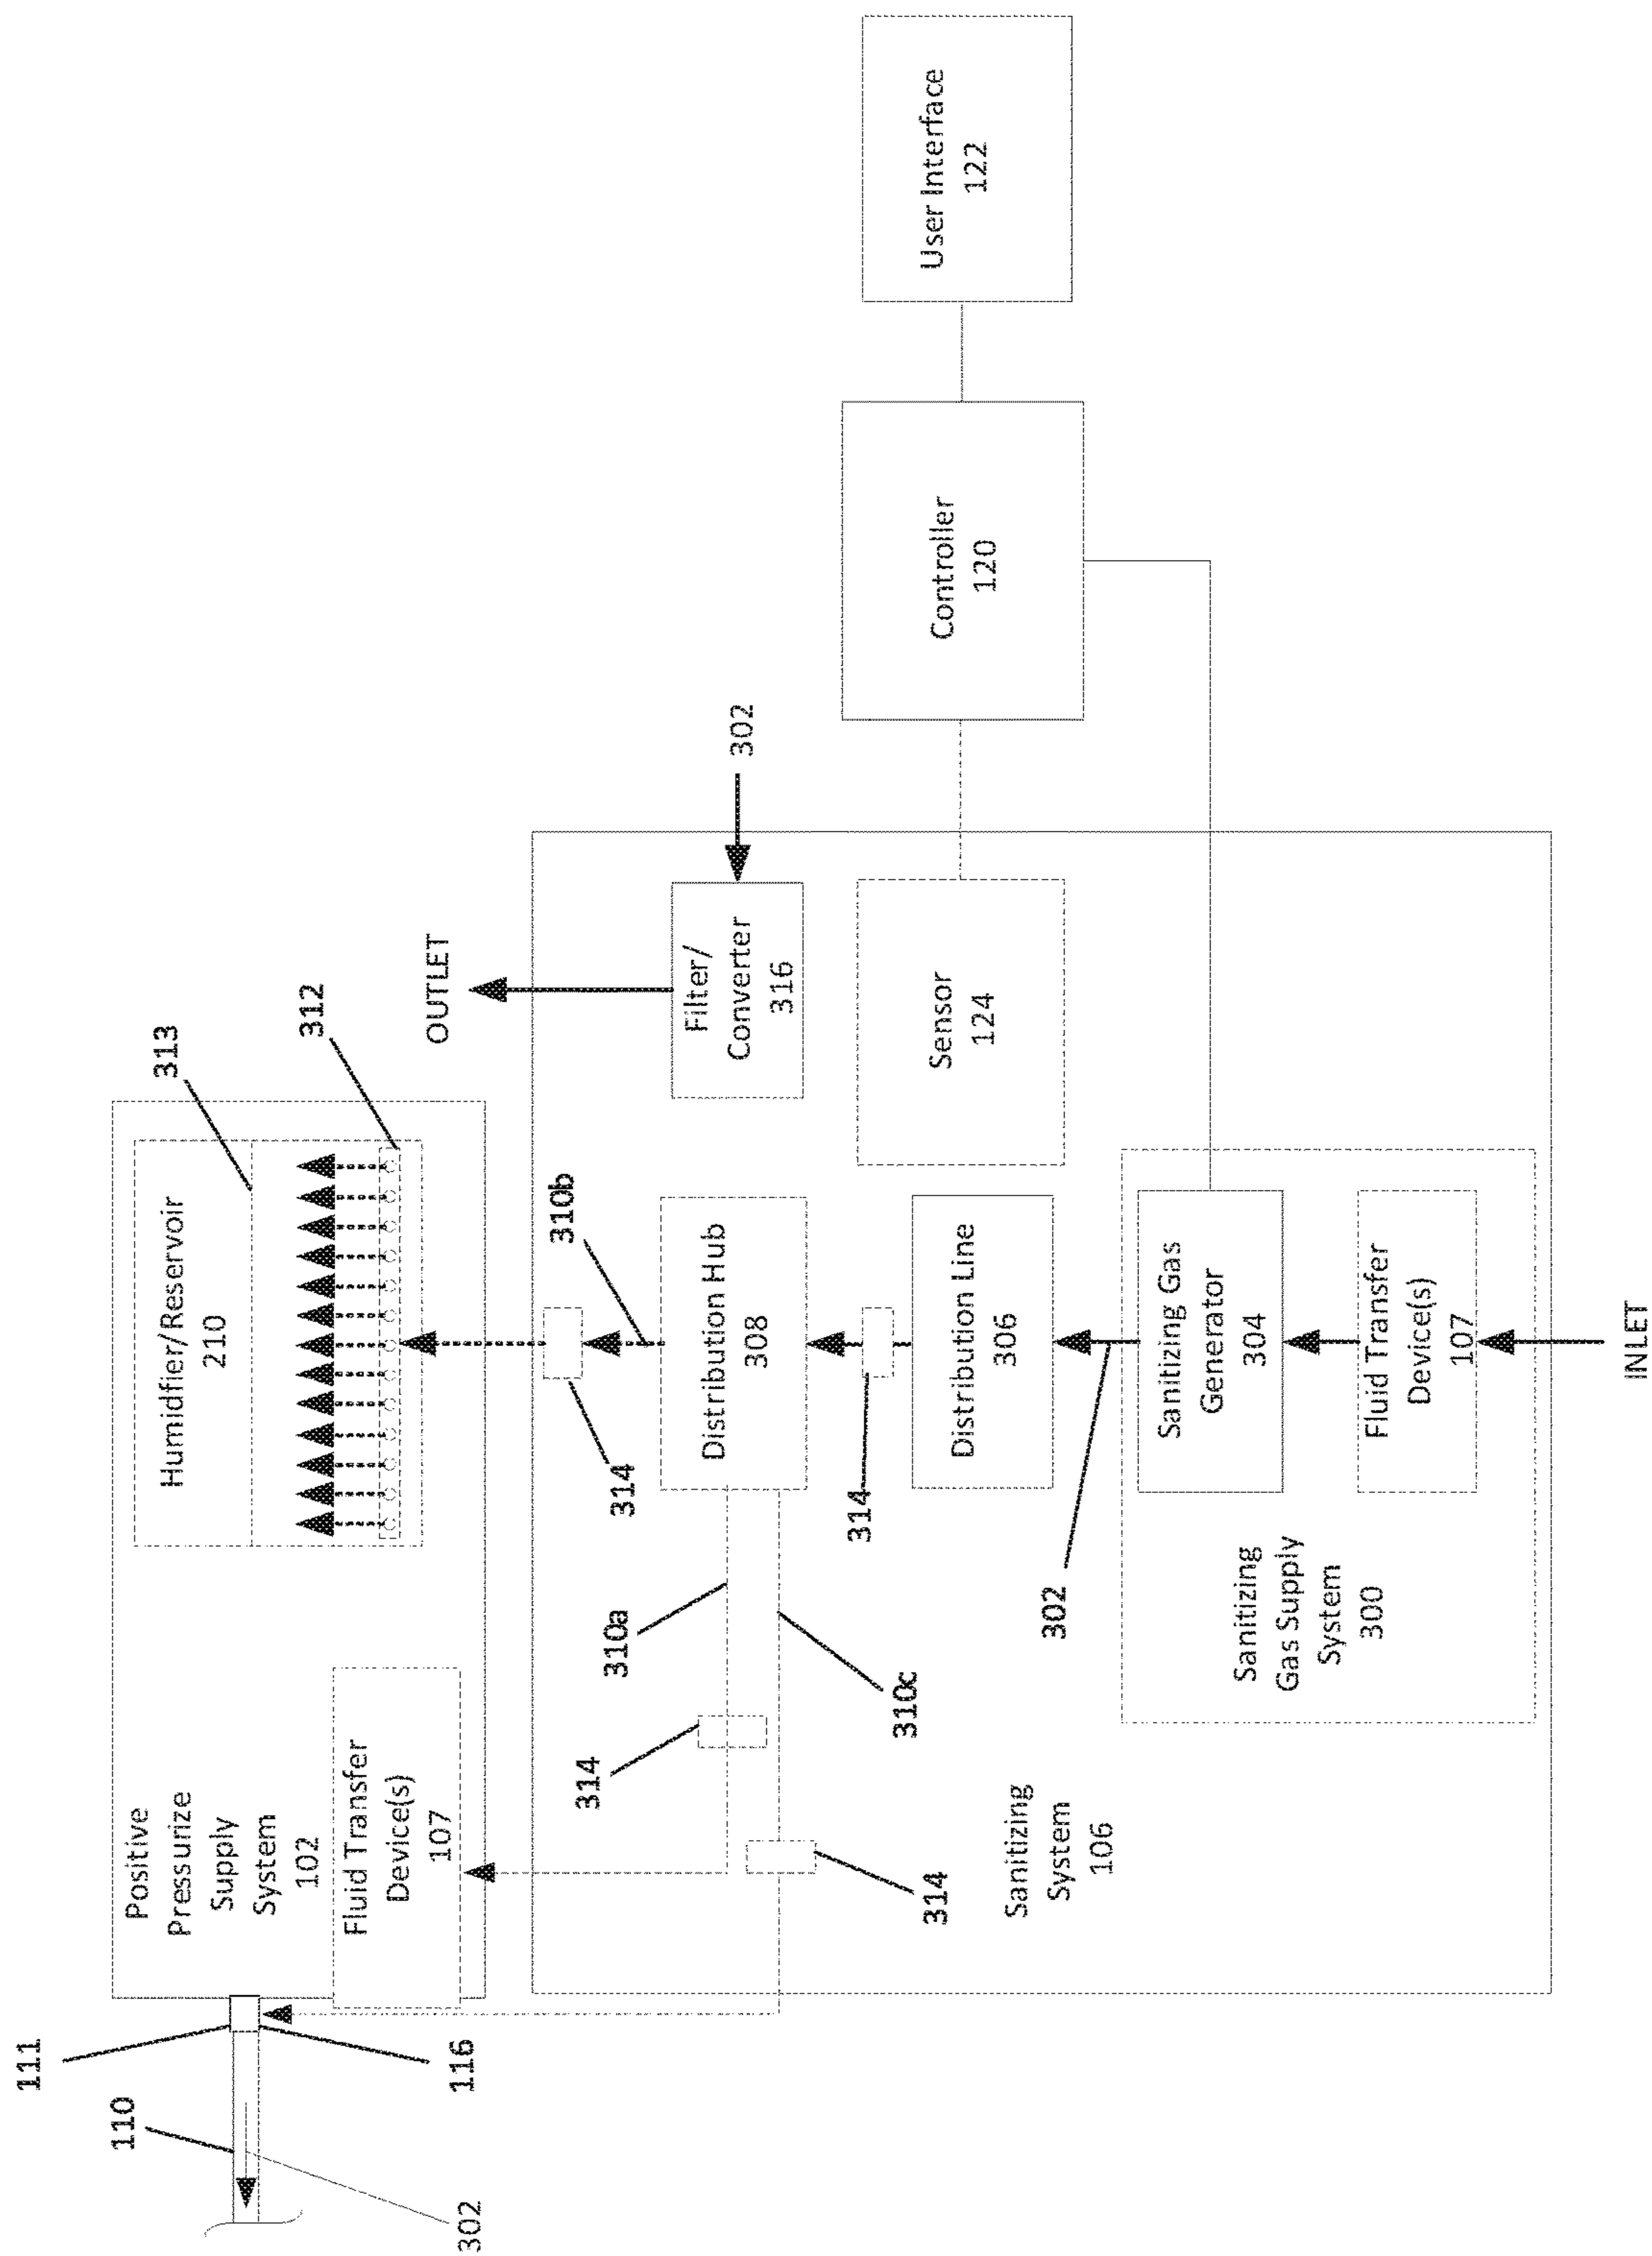 111
110
302
116
Positive
Pressurize
Supply
System
102
Fluid Transfer
Device(s)
107
Humidfier/Reservoir
210
313
312
OUTLET
302
Filter/
Converter
316
310b
314
Distribution Hub
308
310a
314
310c
314
314
Distribution Line
306
302
Sensor
124
Sanitizing
System
106
Sanitizing Gas
Generator
304
Fluid Transfer
Device(s)
107
Sanitizing
Gas Supply
System
300
INLET
Controller
120
User Interface
122